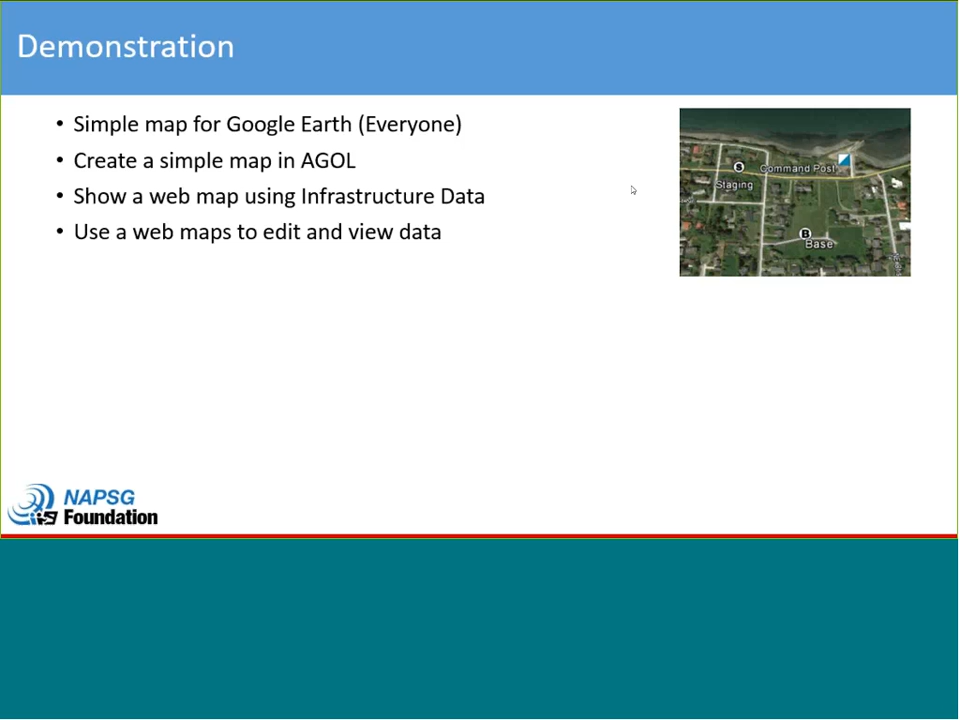 Demonstration
• Simple map for Google Earth (Everyone)
• Create a simple map in AGOL
• Show a web map using Infrastructure Data
• Use a web maps to edit and view data
S
Command Post
Staging
B
Base
NAPSG
Foundation